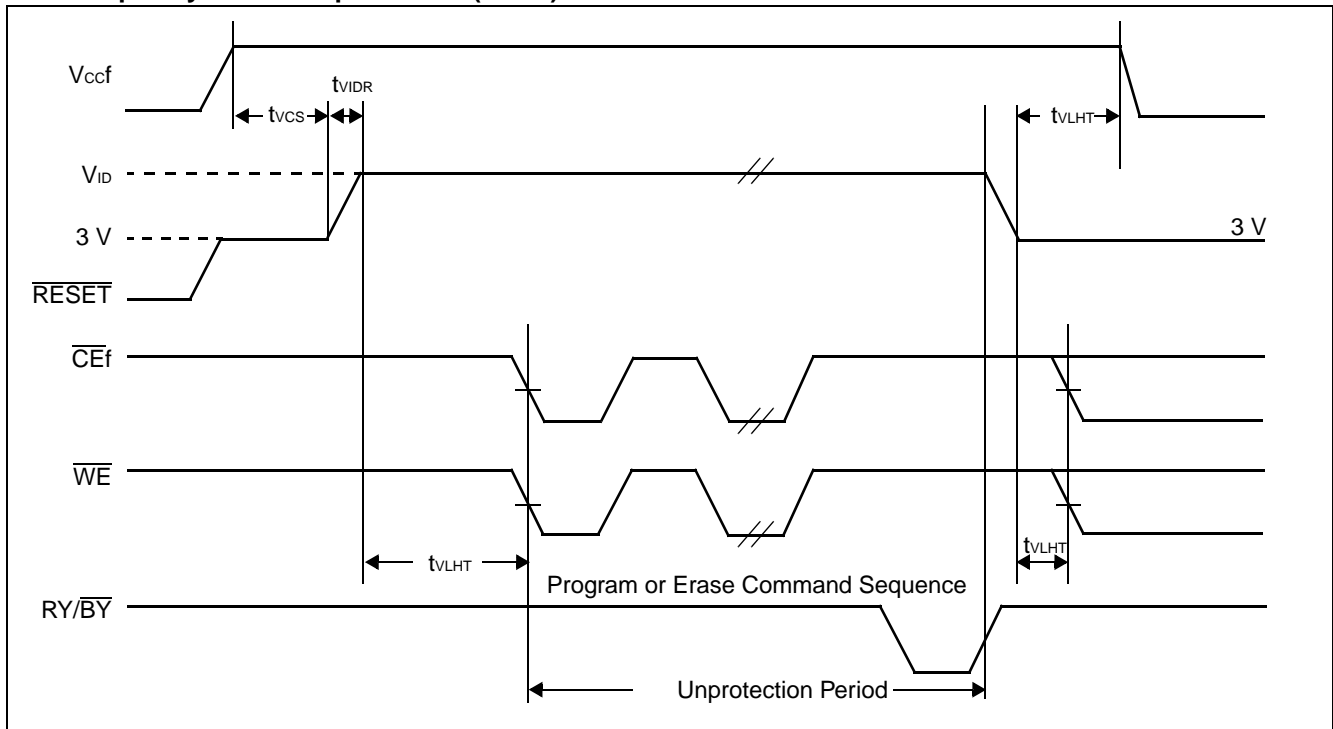 VCCf
tVIDR
tVCS
tVLHT
VID
3 V
3 V
RESET
CEf
WE
tVLHT
tVLHT
Program or Erase Command Sequence
RY/BY
Unprotection Period